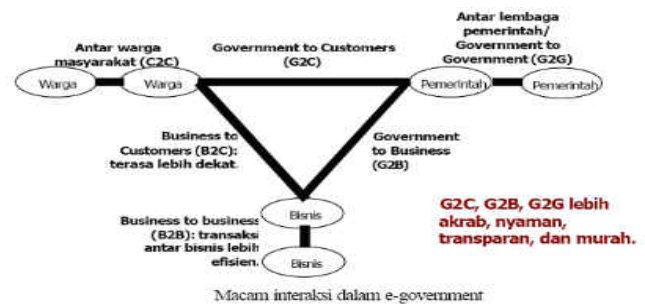 Antar warga
masyarakat (C2C)
Government to Customers
(G2C)
Antar lembaga
pemerintah/
Government to
Government (G2G)
Warga
Warga
Pemerintah
Pemerintah
Business to
Customers (B2C):
terasa lebih dekat.
Government
to Business
(G2B)
Bisnis
Business to business
(B2B): transaksi
antar bisnis lebih
efisien.
Bisnis
G2C, G2B, G2G lebih
akrab, nyaman,
transparan, dan murah.
Macam interaksi dalam e-government